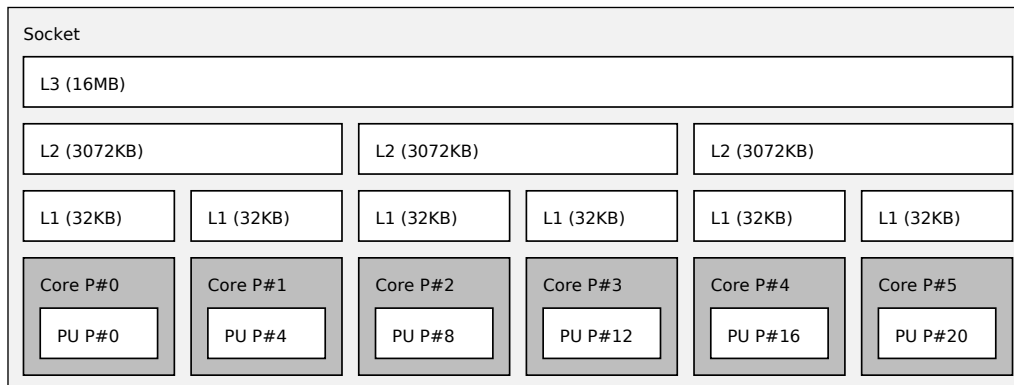 Socket
L3 (16MB)
L2 (3072KB) L2 (3072KB) L2 (3072KB)
L1 (32KB) L1 (32KB) L1 (32KB) L1 (32KB) L1 (32KB) L1 (32KB)
Core P#0 Core P#1 Core P#2 Core P#3 Core P#4 Core P#5
PU P#0 PU P#4 PU P#8 PU P#12 PU P#16 PU P#20